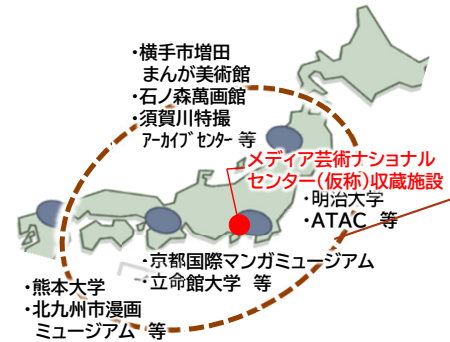 ・横手市増田
まんが美術館
・石ノ森萬画館
・須賀川特撮
ｱｰｶｲﾌﾞｾﾝﾀｰ 等
メディア芸術ナショナル
センター（仮称）収蔵施設
・明治大学
・ATAC 等
・京都国際マンガミュージアム
・立命館大学 等
・熊本大学
・北九州市漫画
ミュージアム 等